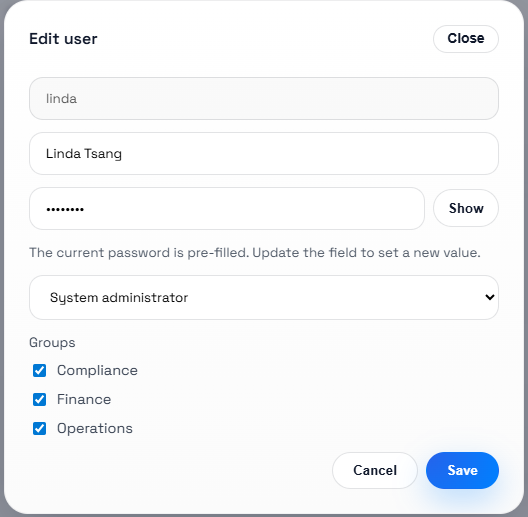 Edit user
Close
linda
Linda Tsang
••••••••
Show
The current password is pre-filled. Update the field to set a new value.
System administrator
Groups
Compliance
Finance
Operations
Cancel
Save